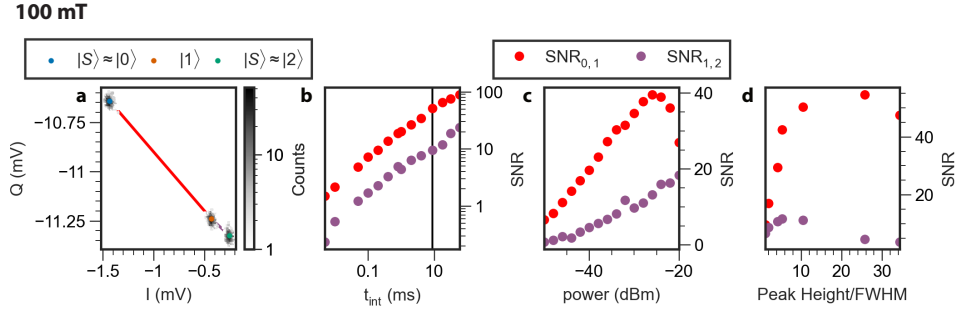 100 mT
|S⟩≈|0⟩ |1⟩ |S⟩≈|2⟩
SNR0,1 SNR1,2
a b c d
−10.75
−11
−11.25
Q (mV)
−1.5 −1 −0.5
I (mV)
10
1
Counts
100
10
1
SNR
0.1 10
tint (ms)
40
20
0
SNR
−40 −20
power (dBm)
40
20
SNR
10 20 30
Peak Height/FWHM